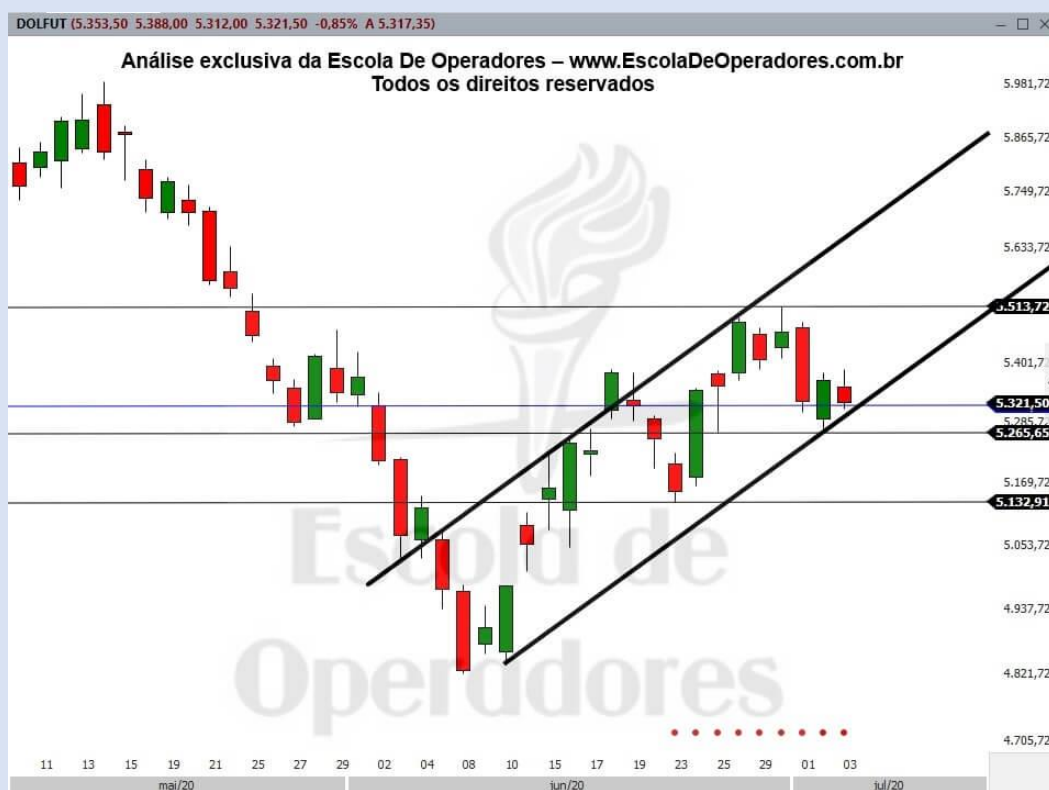 DOLFUT (5.353,50 5.388,00 5.312,00 5.321,50 -0,85% A 5.317,35)
Análise exclusiva da Escola De Operadores – www.EscolaDeOperadores.com.br
Todos os direitos reservados
5.981,72
5.865,72
5.749,72
5.633,72
5.513,72
5.401,7
5.321,50
5.285,7
5.265,65
5.169,72
5.132,91
5.053,72
4.937,72
4.821,72
4.705,72
Escola de
Operadores
11 13 15 19 21 25 27 29 02 04 08 10 15 17 19 23 25 29 01 03
mai/20 jun/20 jul/20